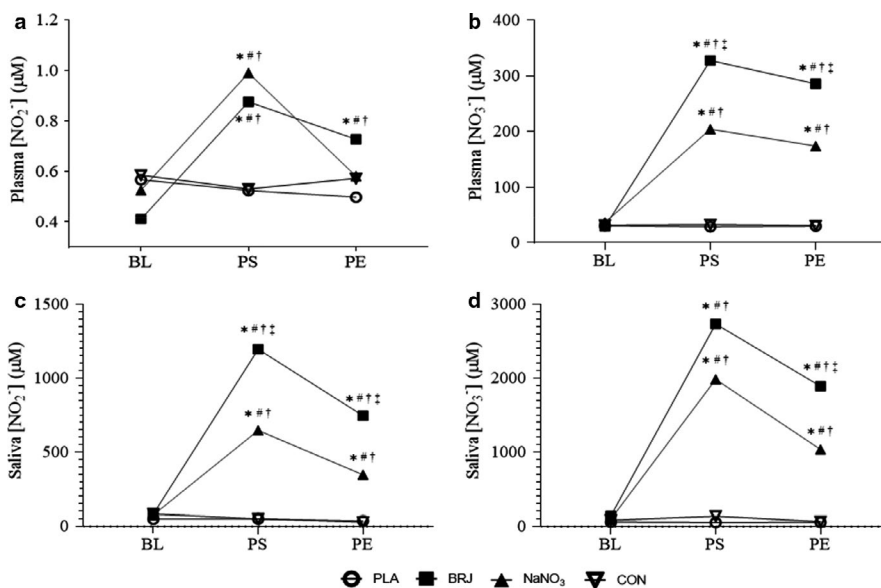 a
Plasma [NO₂⁻] (µM)
1.2
1.0
0.8
0.6
0.4
*#†
*#†
*#†
BL PS PE
b
Plasma [NO₃⁻] (µM)
400
300
200
100
0
*#†‡
*#†‡
*#†
*#†
BL PS PE
c
Saliva [NO₂⁻] (µM)
1500
1000
500
0
*#†‡
*#†‡
*#†
*#†
BL PS PE
d
Saliva [NO₃⁻] (µM)
3000
2000
1000
0
*#†
*#†‡
*#†
*#†
BL PS PE
PLA BRJ NaNO₃ CON